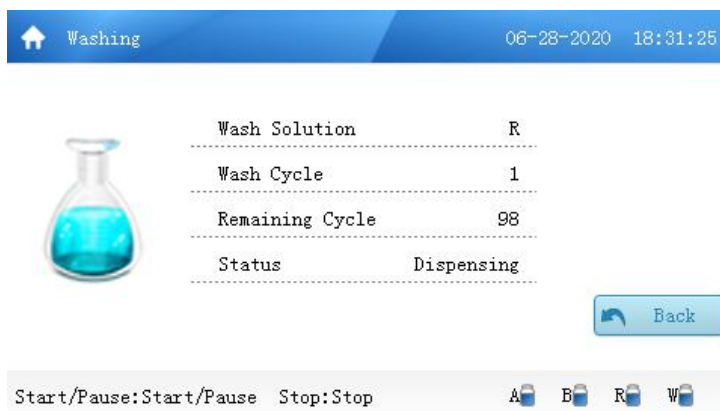 Washing 06-28-2020 18:31:25
Wash Solution R
Wash Cycle 1
Remaining Cycle 98
Status Dispensing
Back
Start/Pause:Start/Pause Stop:Stop A B R W